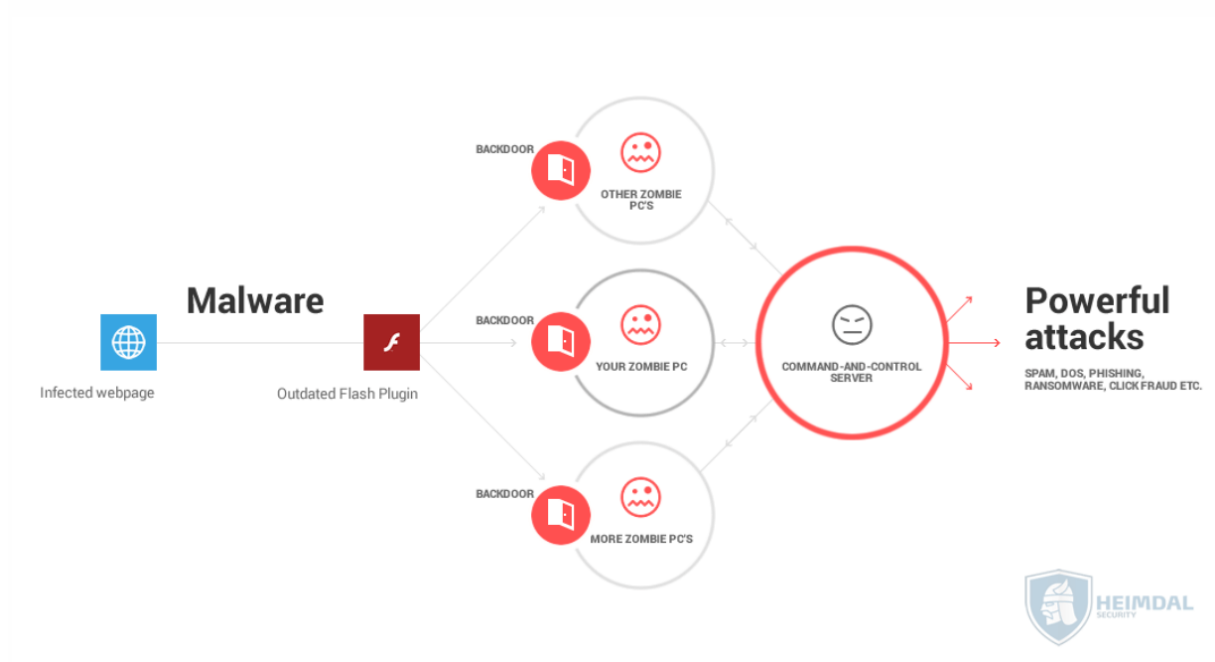 Malware
Infected webpage
Outdated Flash Plugin
BACKDOOR
OTHER ZOMBIE
PC'S
BACKDOOR
YOUR ZOMBIE PC
BACKDOOR
MORE ZOMBIE PC'S
COMMAND-AND-CONTROL
SERVER
Powerful
attacks
SPAM, DOS, PHISHING,
RANSOMWARE, CLICK FRAUD ETC.
HEIMDAL
SECURITY